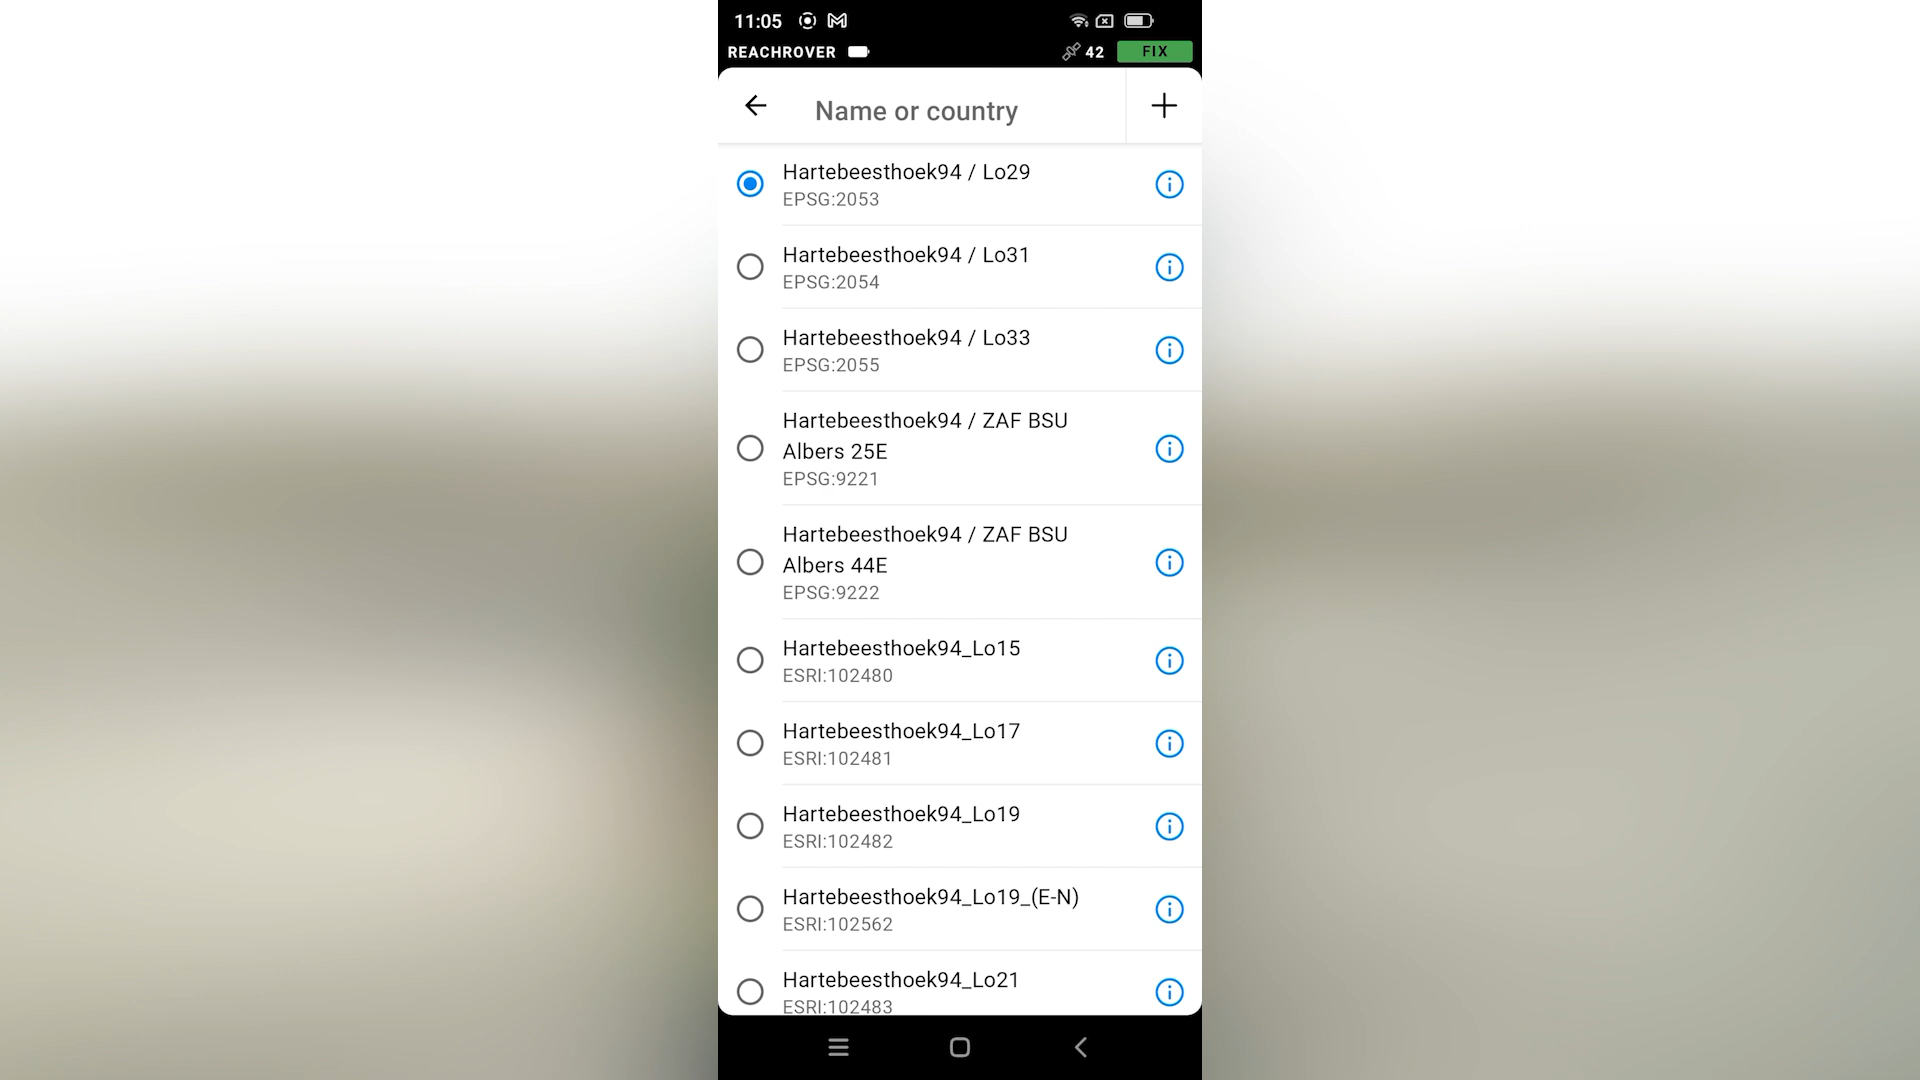 11:05
REACHROVER
42
FIX
Name or country
Hartebeesthoek94 / Lo29
EPSG:2053
Hartebeesthoek94 / Lo31
EPSG:2054
Hartebeesthoek94 / Lo33
EPSG:2055
Hartebeesthoek94 / ZAF BSU
Albers 25E
EPSG:9221
Hartebeesthoek94 / ZAF BSU
Albers 44E
EPSG:9222
Hartebeesthoek94_Lo15
ESRI:102480
Hartebeesthoek94_Lo17
ESRI:102481
Hartebeesthoek94_Lo19
ESRI:102482
Hartebeesthoek94_Lo19_(E-N)
ESRI:102562
Hartebeesthoek94_Lo21
ESRI:102483